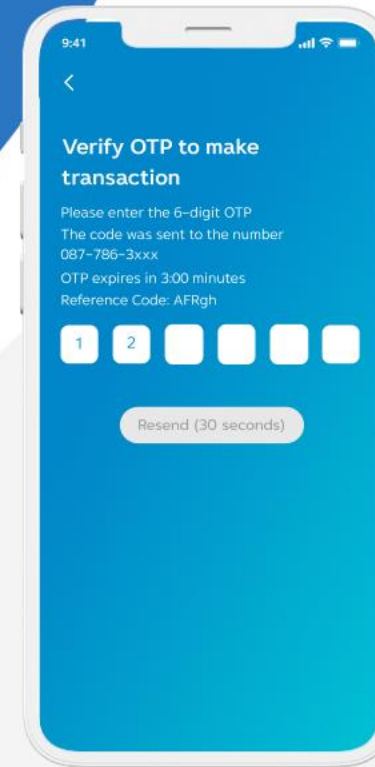 9:41
Verify OTP to make
transaction
Please enter the 6-digit OTP
The code was sent to the number
087-786-3xxx
OTP expires in 3:00 minutes
Reference Code: AFRgh
1 2
Resend (30 seconds)